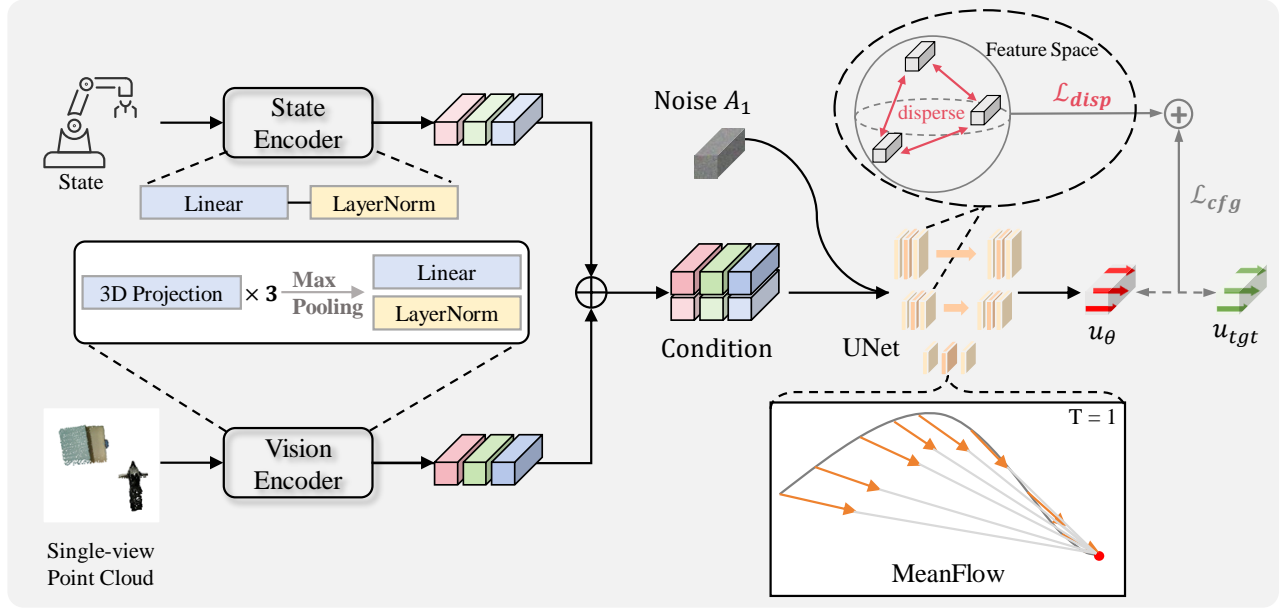 State
State
Encoder
Linear
LayerNorm
3D Projection
× 3
Max
Pooling
Linear
LayerNorm
Single-view
Point Cloud
Vision
Encoder
Condition
Noise A₁
UNet
Feature Space
disperse
ℒ_disp
ℒ_cfg
u_θ
u_tgt
T = 1
MeanFlow